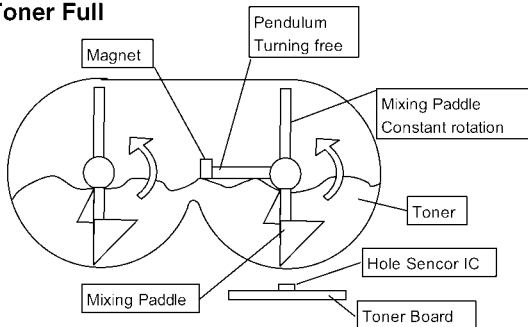 Toner Full
Pendulum
Turning free
Magnet
Mixing Paddle
Constant rotation
Toner
Hole Sencor IC
Mixing Paddle
Toner Board